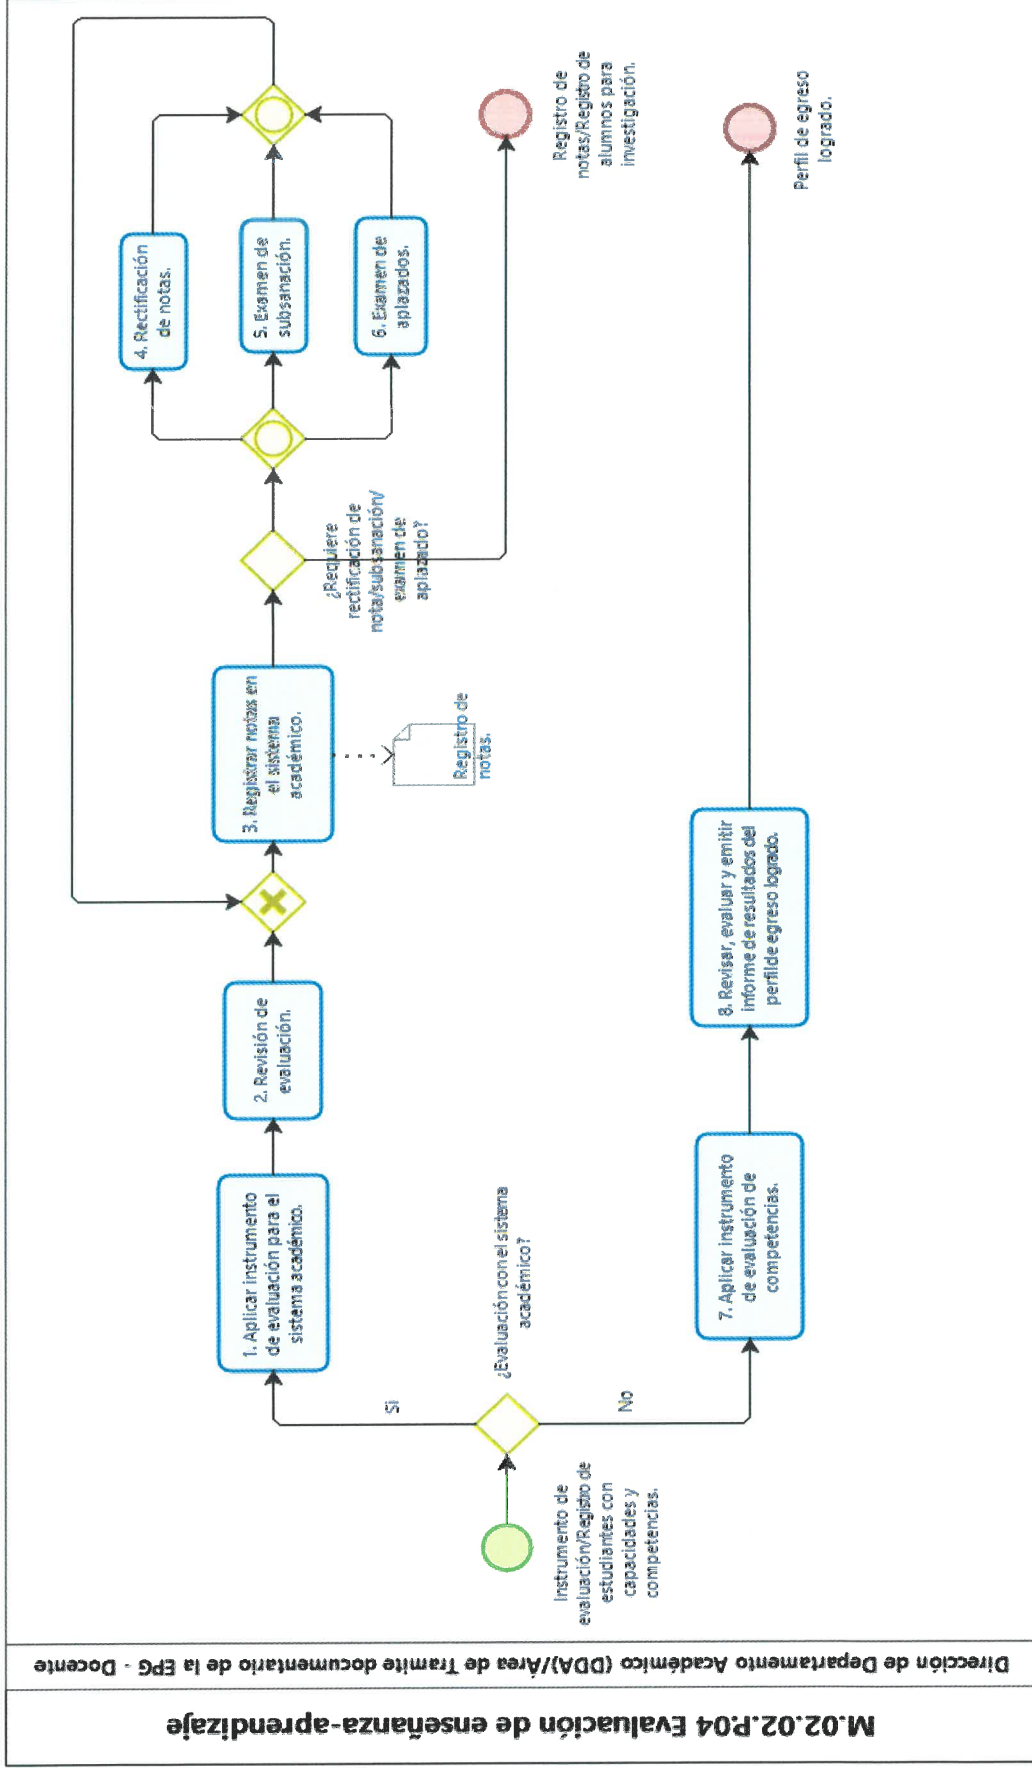 M.02.02.P.04 Evaluación de enseñanza-aprendizaje
Dirección de Departamento Académico (DDA)/Área de Tramite documentario de la EPG - Docente
Instrumento de
evaluación/Registro de
estudiantes con
capacidades y
competencias.
¿Evaluación con el sistema
académico?
Si
No
1. Aplicar instrumento
de evaluación para el
sistema académico.
2. Revisión de
evaluación.
3. Registrar notas en
el sistema
académico.
Registro de
notas.
¿Requiere
rectificación de
nota/subsanación/
examen de
aplazado?
4. Rectificación
de notas.
5. Examen de
subsanación.
6. Examen de
aplazados.
Registro de
notas/Registro de
alumnos para
investigación.
7. Aplicar instrumento
de evaluación de
competencias.
8. Revisar, evaluar y emitir
informe de resultados del
perfil de egreso logrado.
Perfil de egreso
logrado.